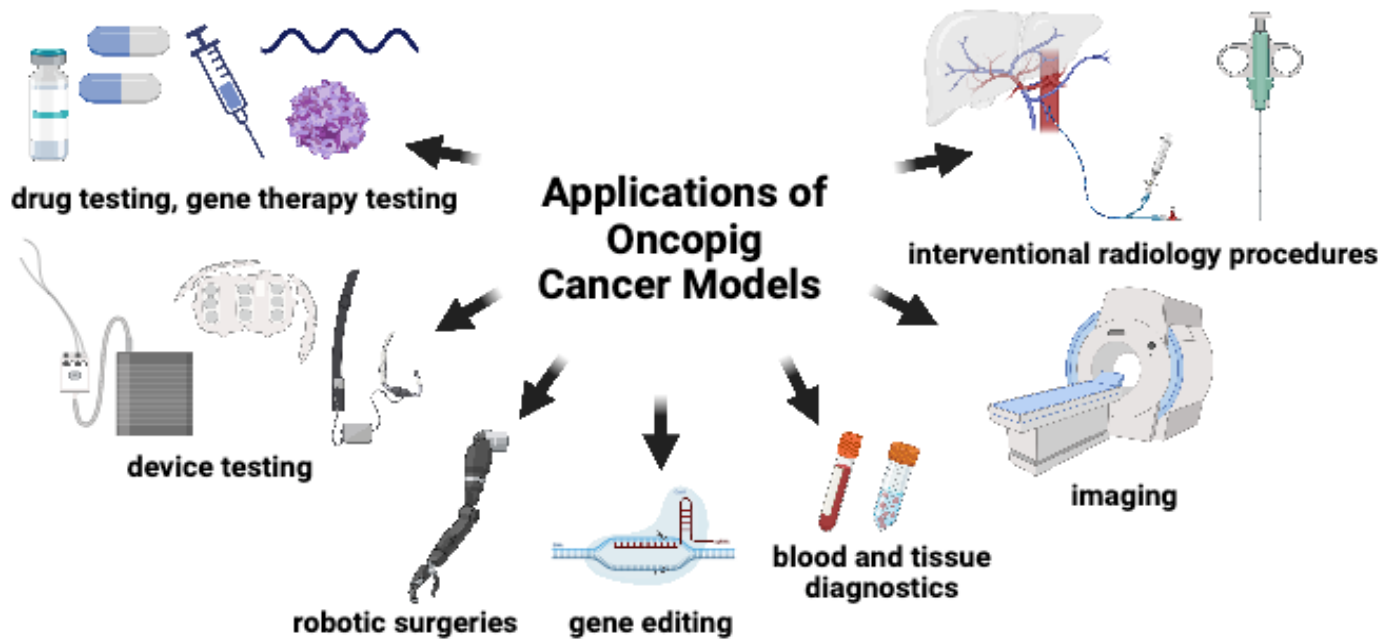 Applications of
Oncopig
Cancer Models
drug testing, gene therapy testing
interventional radiology procedures
device testing
imaging
robotic surgeries
gene editing
blood and tissue
diagnostics